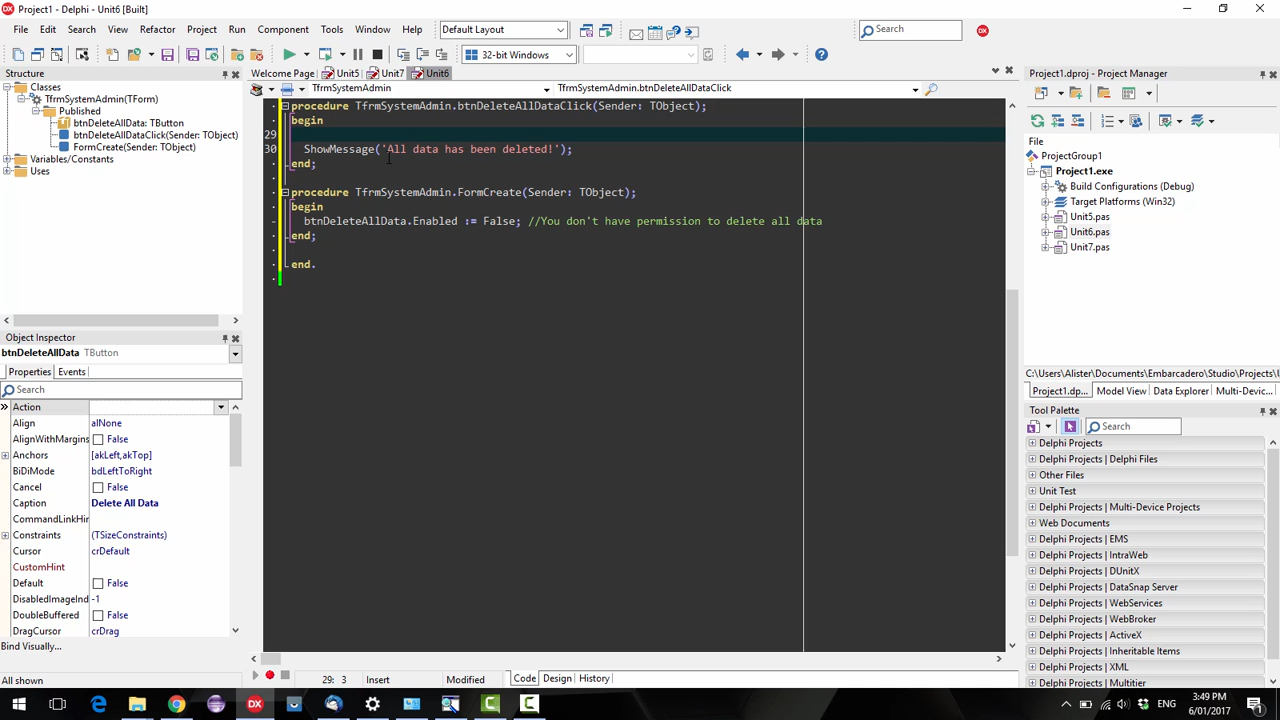 Project1 - Delphi - Unit6 [Built]
File Edit Search View Refactor Project Run Component Tools Window Help
Default Layout
Search
32-bit Windows
Structure
Classes
TfrmSystemAdmin(TForm)
Published
btnDeleteAllData: TButton
btnDeleteAllDataClick(Sender: TObject)
FormCreate(Sender: TObject)
Variables/Constants
Uses
Object Inspector
btnDeleteAllData TButton
Properties Events
Search
Action
Align alNone
AlignWithMargins False
Anchors [akLeft,akTop]
BiDiMode bdLeftToRight
Cancel False
Caption Delete All Data
CommandLinkHin
Constraints (TSizeConstraints)
Cursor crDefault
CustomHint
Default False
DisabledImageInd -1
DoubleBuffered False
DragCursor crDrag
Bind Visually...
All shown
Welcome Page Unit5 Unit7 Unit6
TfrmSystemAdmin TfrmSystemAdmin.btnDeleteAllDataClick
procedure TfrmSystemAdmin.btnDeleteAllDataClick(Sender: TObject);
begin
29
30 ShowMessage('All data has been deleted!');
end;
procedure TfrmSystemAdmin.FormCreate(Sender: TObject);
begin
btnDeleteAllData.Enabled := False; //You don't have permission to delete all data
end;
end.
29: 3 Insert Modified Code Design History
Project1.dproj - Project Manager
File
ProjectGroup1
Project1.exe
Build Configurations (Debug)
Target Platforms (Win32)
Unit5.pas
Unit6.pas
Unit7.pas
C:\Users\Alister\Documents\Embarcadero\Studio\Projects\U
Project1.dp... Model View Data Explorer Multi-Devic...
Tool Palette
Search
Delphi Projects
Delphi Projects | Delphi Files
Other Files
Unit Test
Delphi Projects | Multi-Device Projects
Web Documents
Delphi Projects | EMS
Delphi Projects | IntraWeb
Delphi Projects | DUnitX
Delphi Projects | DataSnap Server
Delphi Projects | WebServices
Delphi Projects | WebBroker
Delphi Projects | ActiveX
Delphi Projects | Inheritable Items
Delphi Projects | XML
Delphi Projects | Multitier
3:49 PM
6/01/2017